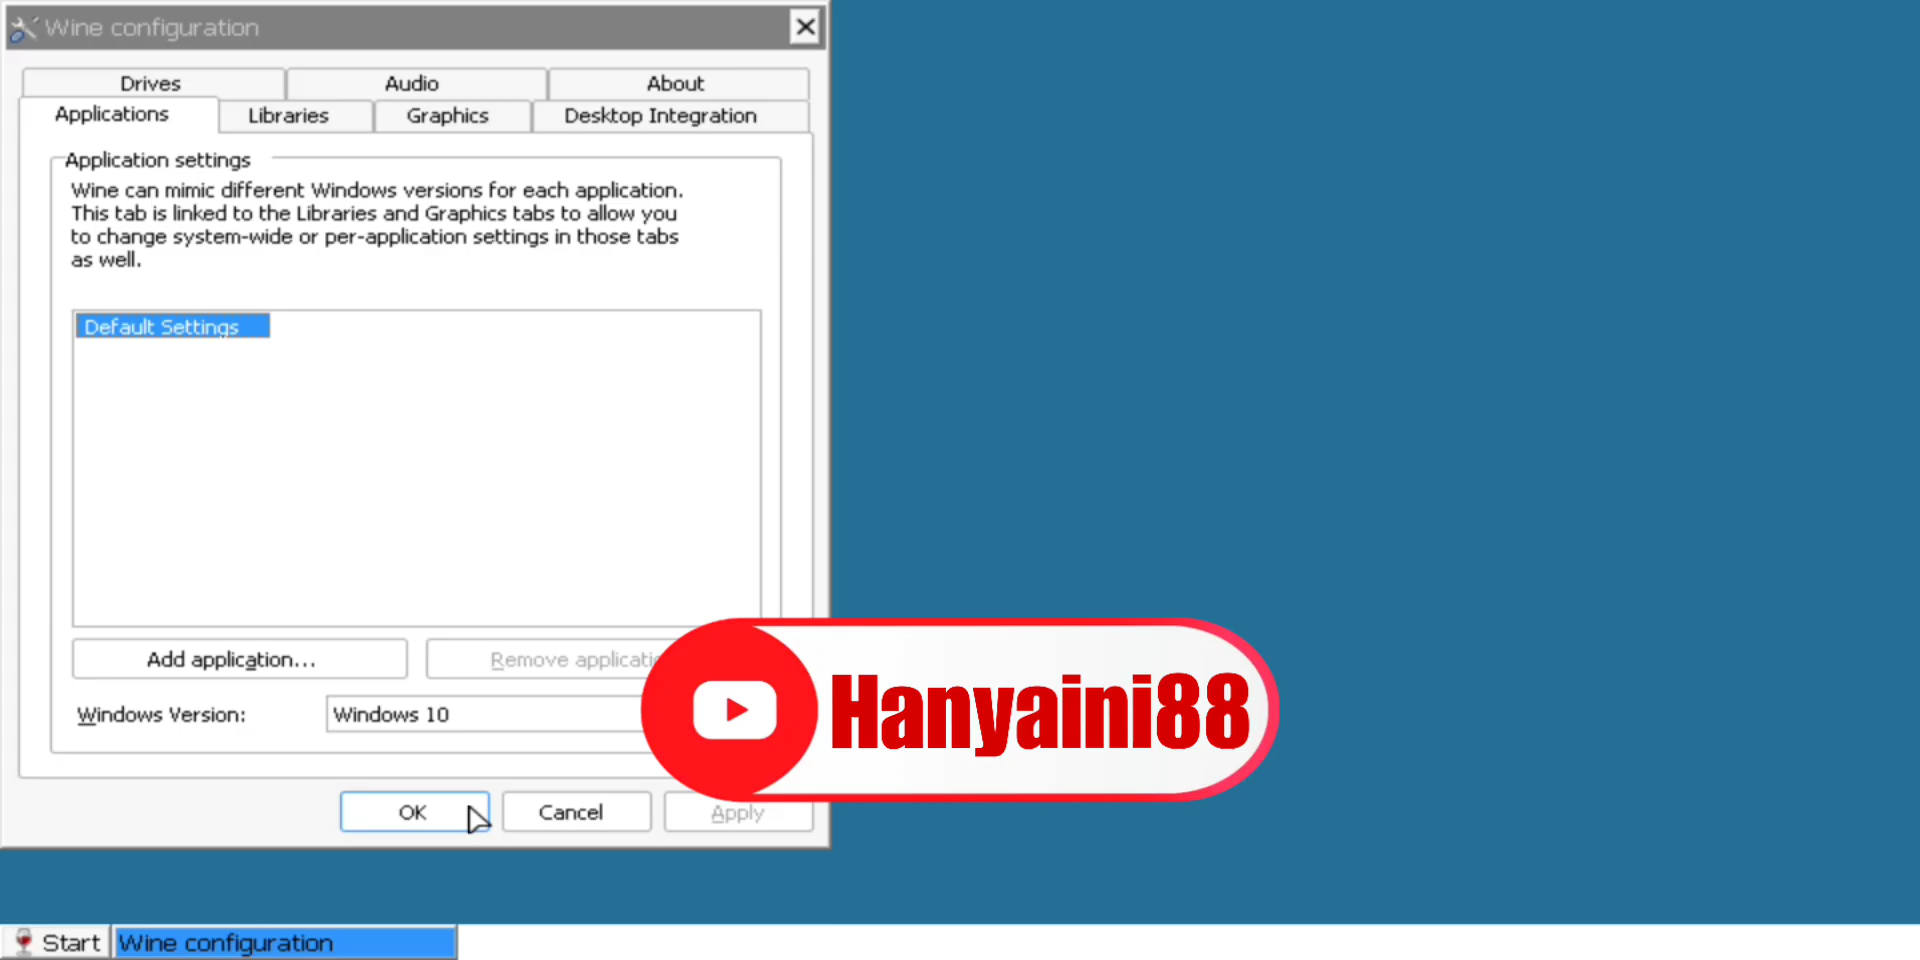 Wine configuration
Drives Audio About
Applications Libraries Graphics Desktop Integration
Application settings
Wine can mimic different Windows versions for each application.
This tab is linked to the Libraries and Graphics tabs to allow you
to change system-wide or per-application settings in those tabs
as well.
Default Settings
Add application... Remove applicatio
Windows Version: Windows 10
Hanyaini88
OK Cancel Apply
Start Wine configuration